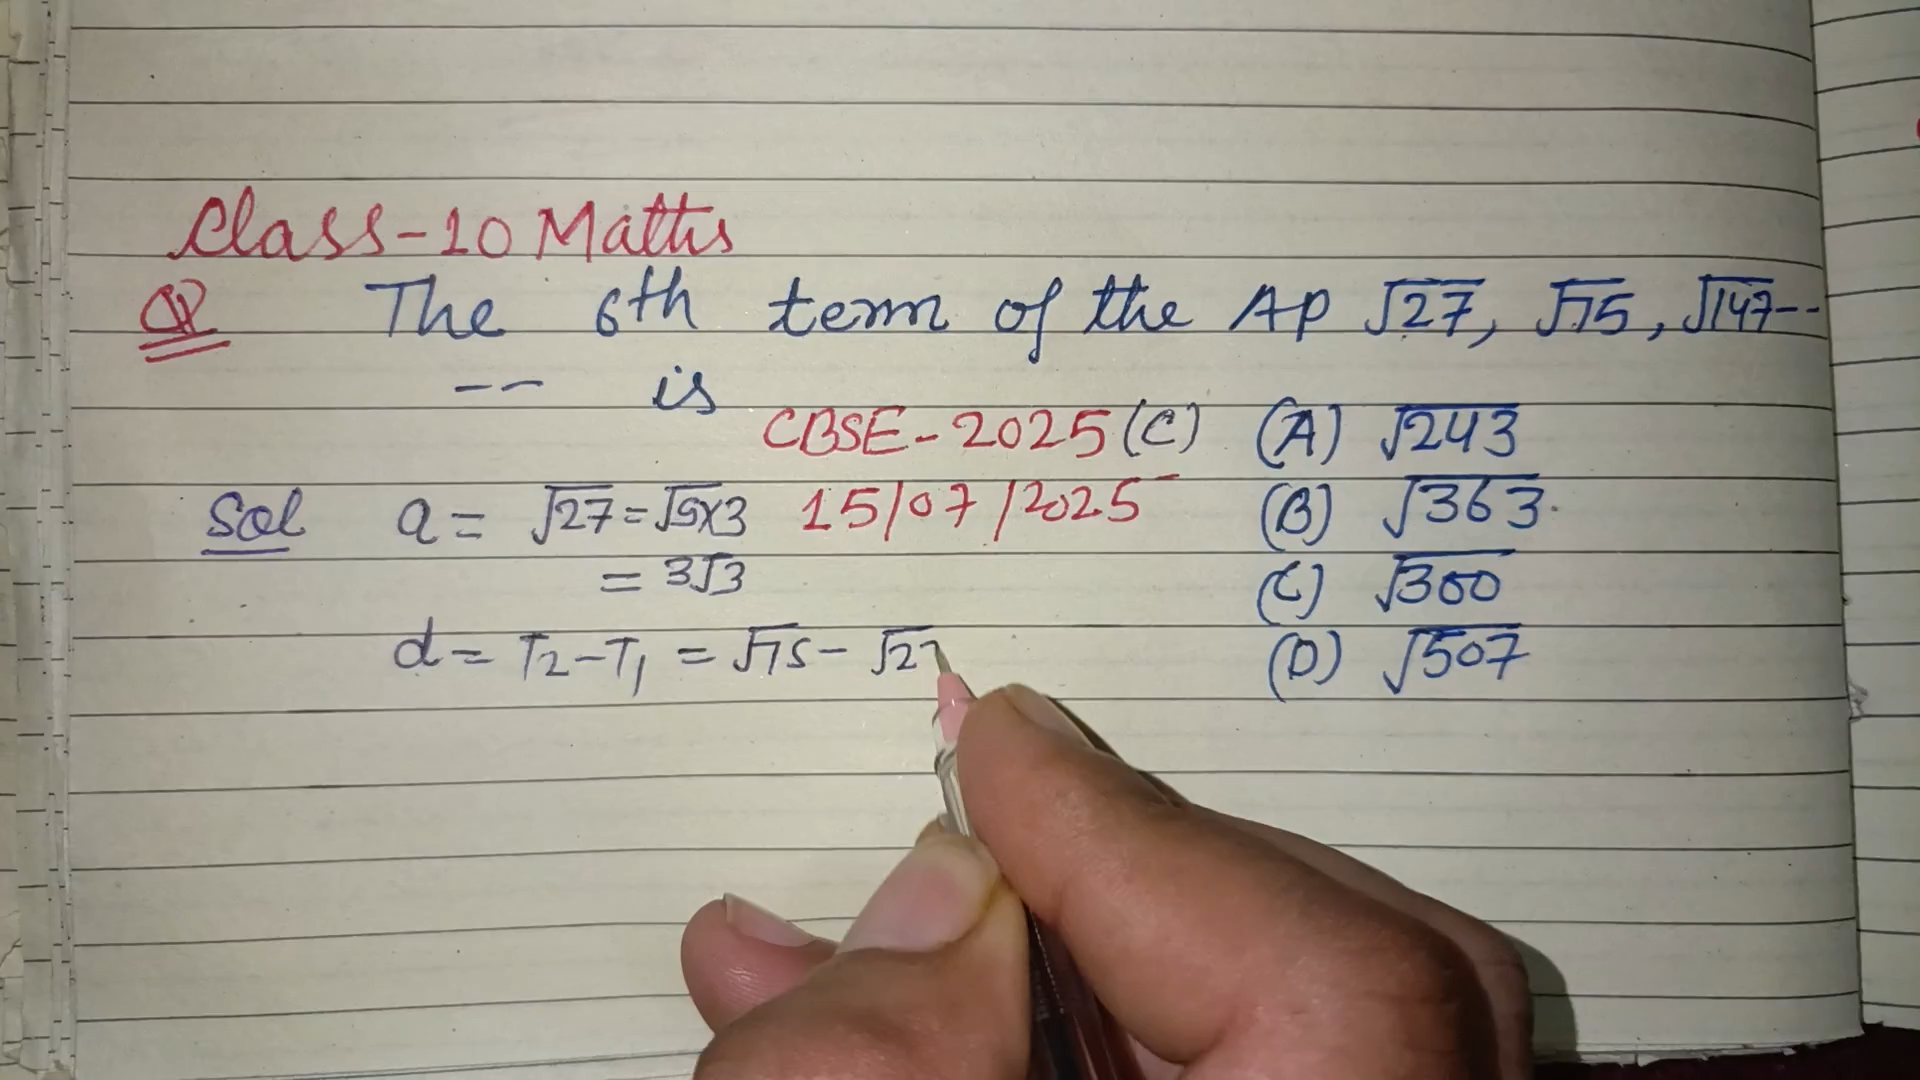 Class-10 Maths
Q The 6th term of the AP √27, √75, √147--
-- is
CBSE-2025 (C) (A) √243
Sol a = √27 = √9×3 15/07/2025 (B) √363.
= 3√3 (C) √300
d = T2-T1 = √75 - √27 (D) √507